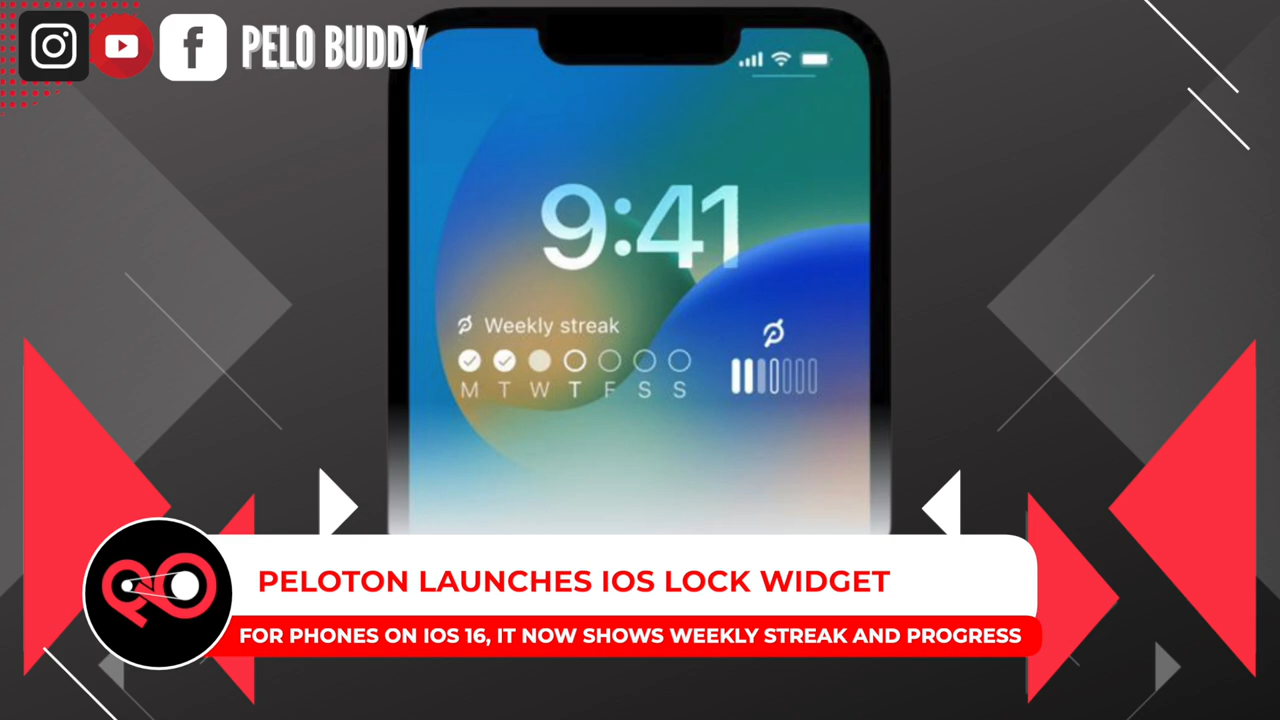 PELO BUDDY
9:41
Weekly streak
M T W T F S S
PELOTON LAUNCHES IOS LOCK WIDGET
FOR PHONES ON IOS 16, IT NOW SHOWS WEEKLY STREAK AND PROGRESS